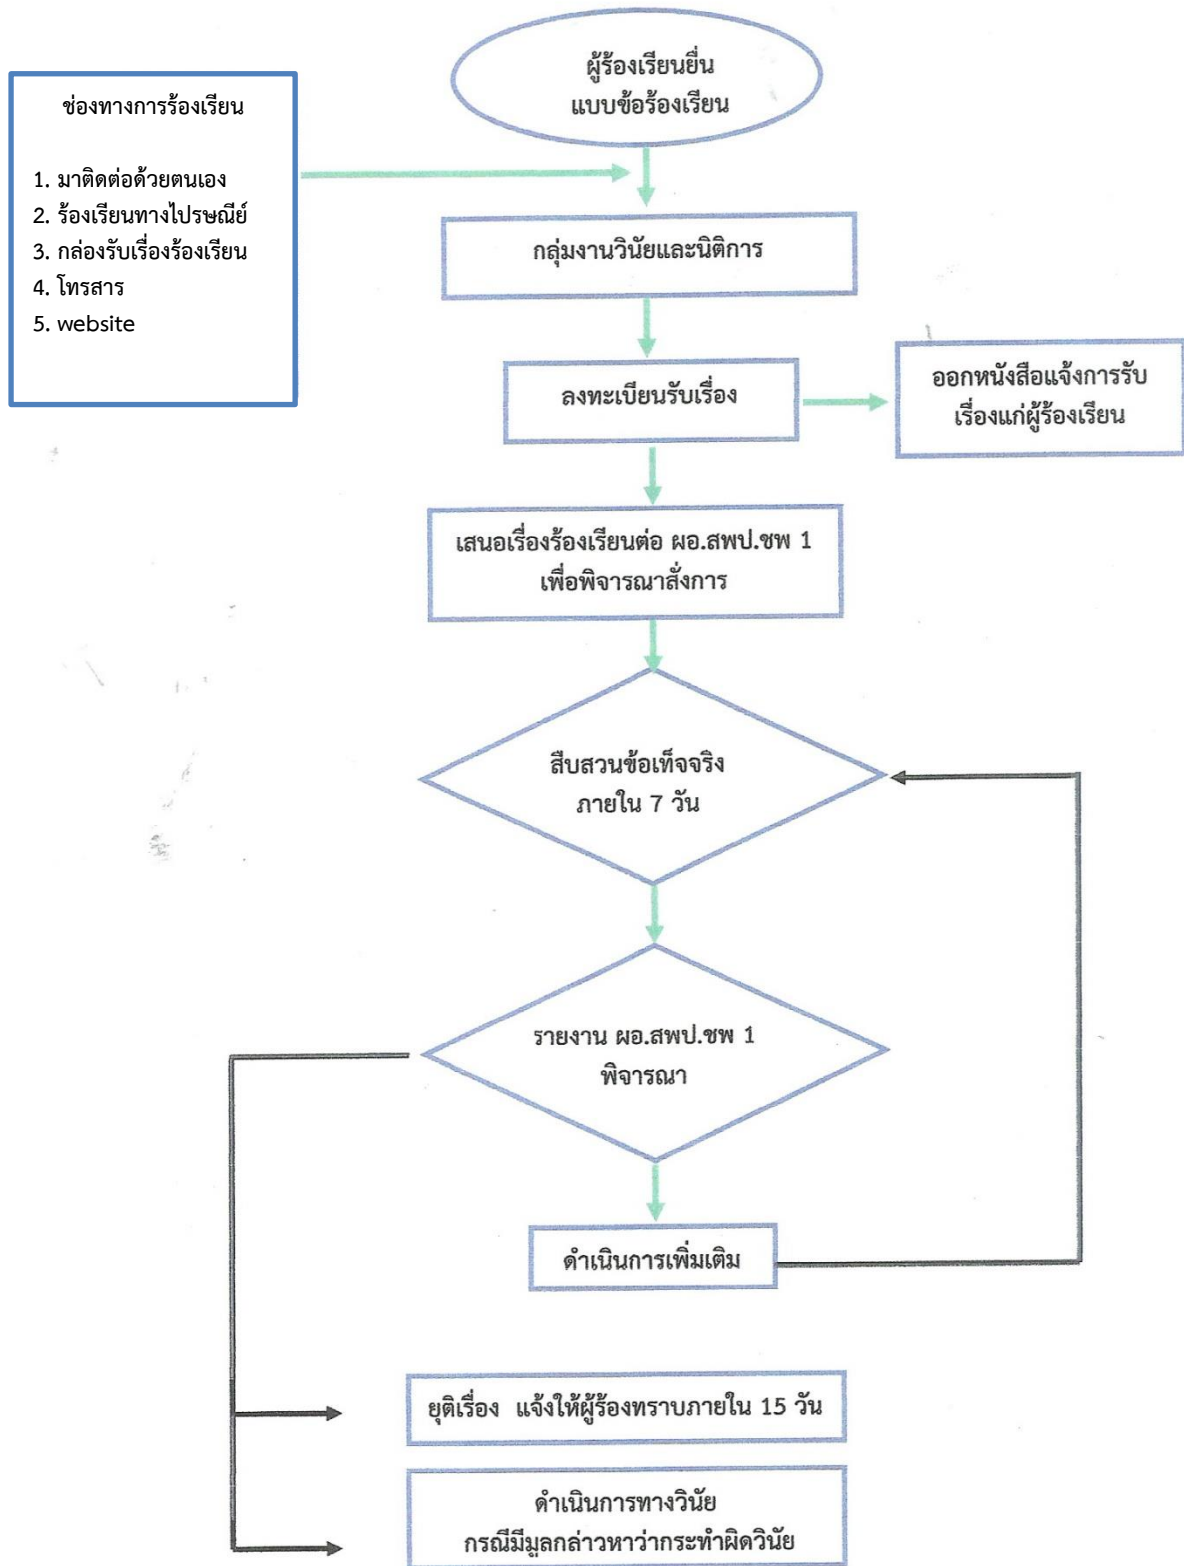 ผู้ร้องเรียนยื่น
แบบข้อร้องเรียน
ช่องทางการร้องเรียน
1. มาติดต่อด้วยตนเอง
2. ร้องเรียนทางไปรษณีย์
3. กล่องรับเรื่องร้องเรียน
4. โทรสาร
5. website
กลุ่มงานวินัยและนิติการ
ลงทะเบียนรับเรื่อง
ออกหนังสือแจ้งการรับ
เรื่องแก่ผู้ร้องเรียน
เสนอเรื่องร้องเรียนต่อ ผอ.สพป.ชพ 1
เพื่อพิจารณาสั่งการ
สืบสวนข้อเท็จจริง
ภายใน 7 วัน
รายงาน ผอ.สพป.ชพ 1
พิจารณา
ดำเนินการเพิ่มเติม
ยุติเรื่อง แจ้งให้ผู้ร้องทราบภายใน 15 วัน
ดำเนินการทางวินัย
กรณีมีมูลกล่าวหาว่ากระทำผิดวินัย